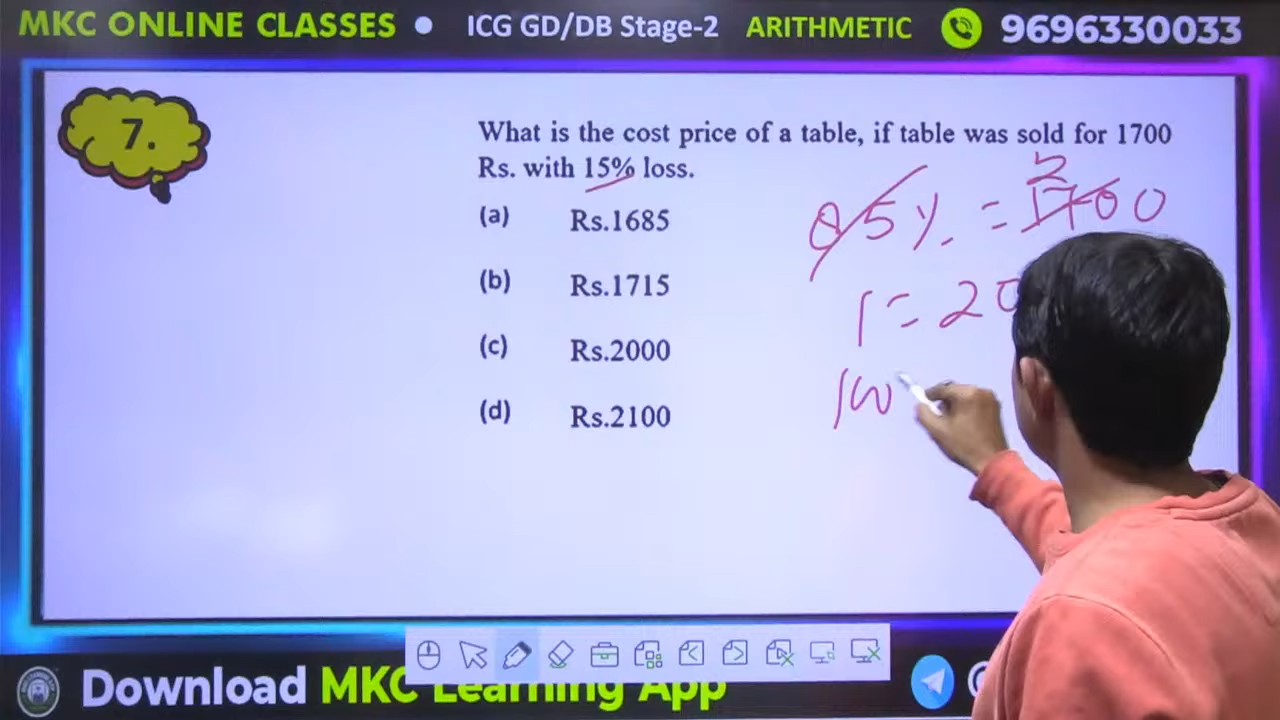 MKC ONLINE CLASSES ● ICG GD/DB Stage-2 ARITHMETIC 9696330033
7.
What is the cost price of a table, if table was sold for 1700
Rs. with 15% loss.
(a) Rs.1685
(b) Rs.1715
(c) Rs.2000
(d) Rs.2100
2
85% = 1700
1 = 20
100
Download MKC Learning App